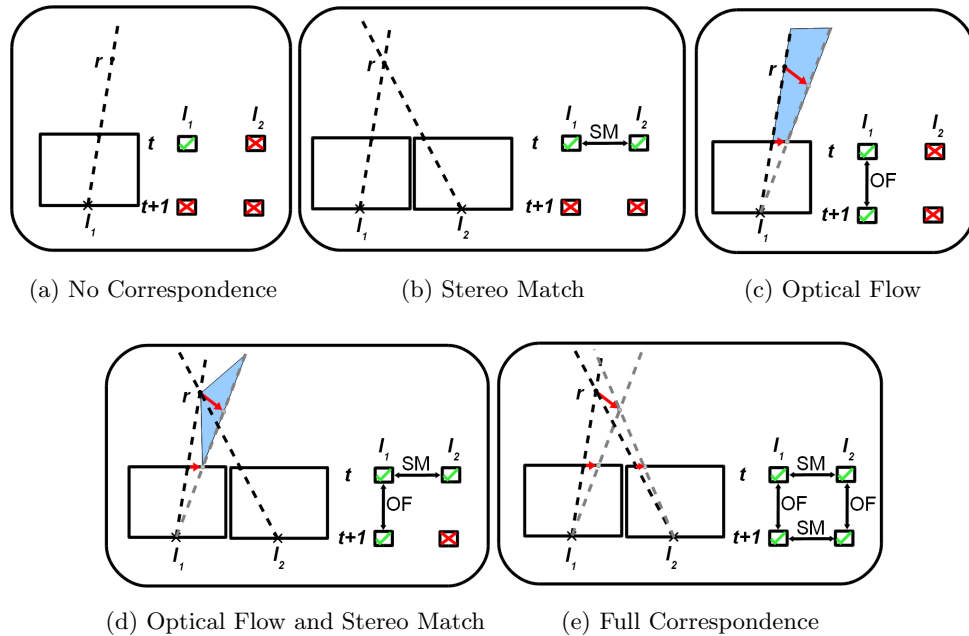 r
I₁ I₂
t
t+1
I₁
(a) No Correspondence
r
I₁ I₂
t SM
t+1
I₁ I₂
(b) Stereo Match
r
I₁ I₂
t
OF
t+1
I₁
(c) Optical Flow
r
I₁ I₂
t SM
OF
t+1
I₁ I₂
(d) Optical Flow and Stereo Match
r
I₁ I₂
t SM
OF OF
t+1 SM
I₁ I₂
(e) Full Correspondence